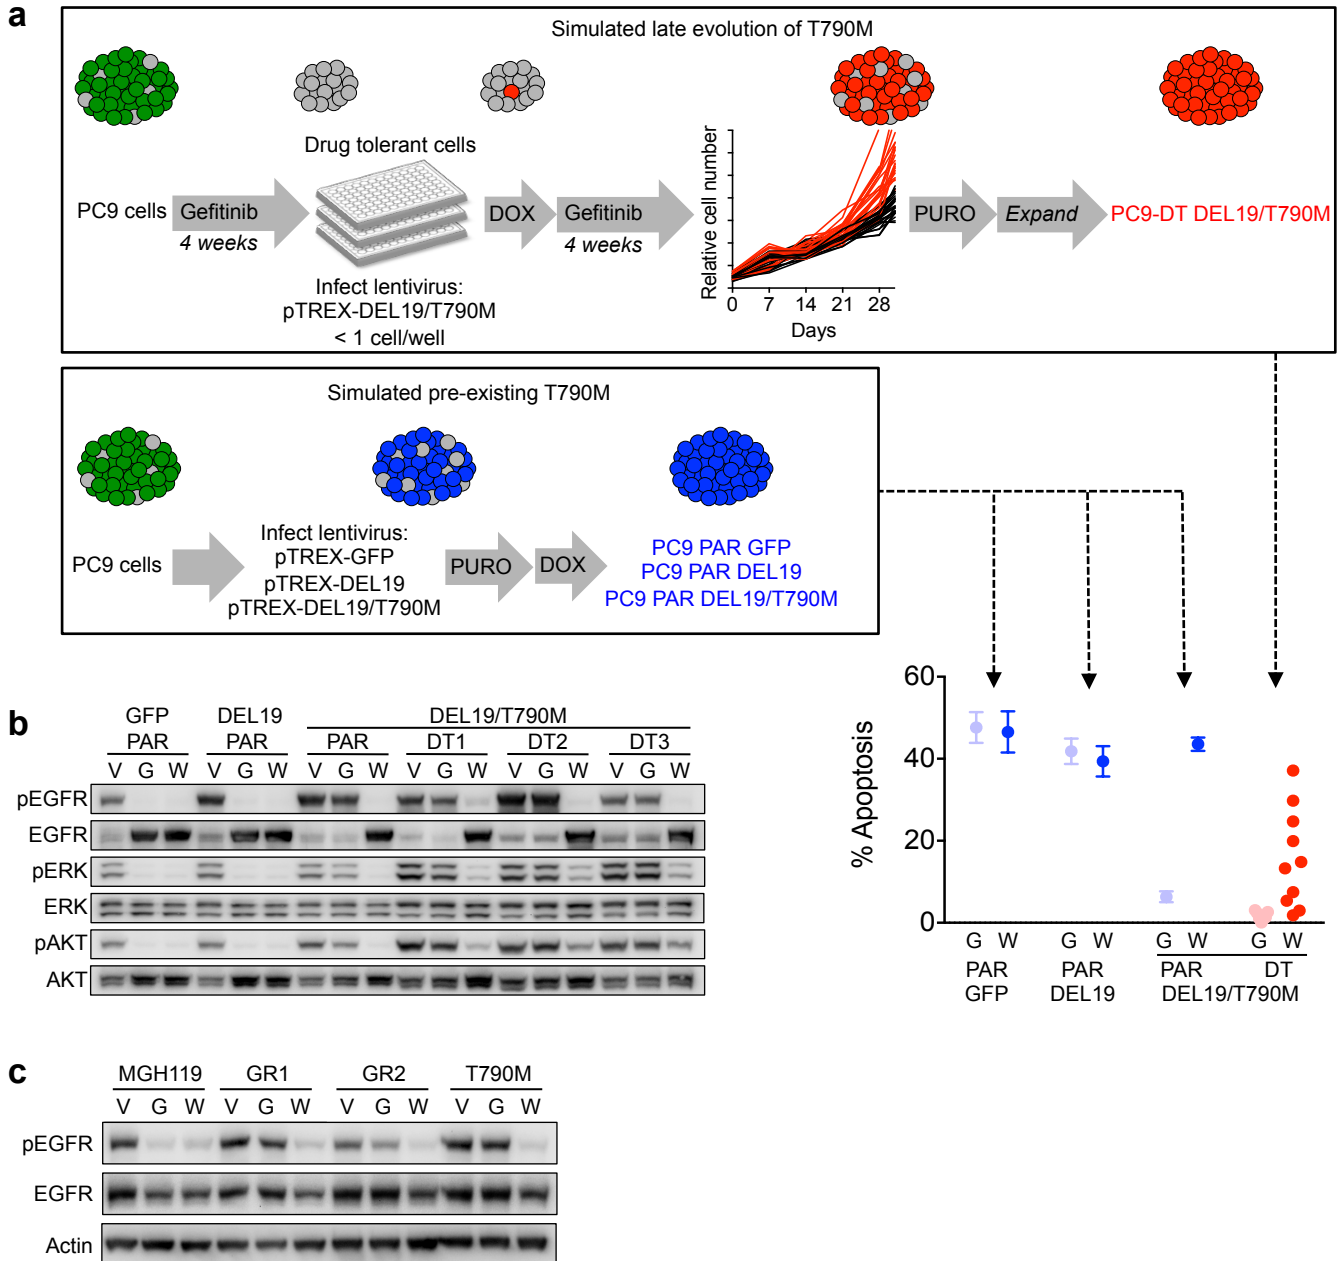 a
Simulated late evolution of T790M
Drug tolerant cells
PC9 cells
Gefitinib
4 weeks
DOX
Gefitinib
4 weeks
Infect lentivirus:
pTREX-DEL19/T790M
< 1 cell/well
Relative cell number
0 7 14 21 28
Days
PURO
Expand
PC9-DT DEL19/T790M
Simulated pre-existing T790M
PC9 cells
Infect lentivirus:
pTREX-GFP
pTREX-DEL19
pTREX-DEL19/T790M
PURO
DOX
PC9 PAR GFP
PC9 PAR DEL19
PC9 PAR DEL19/T790M
% Apoptosis
60
40
20
0
G W G W G W G W
PAR PAR PAR DT
GFP DEL19 DEL19/T790M
b
GFP DEL19 DEL19/T790M
PAR PAR PAR DT1 DT2 DT3
V G W V G W V G W V G W V G W V G W
pEGFR
EGFR
pERK
ERK
pAKT
AKT
c
MGH119 GR1 GR2 T790M
V G W V G W V G W V G W
pEGFR
EGFR
Actin